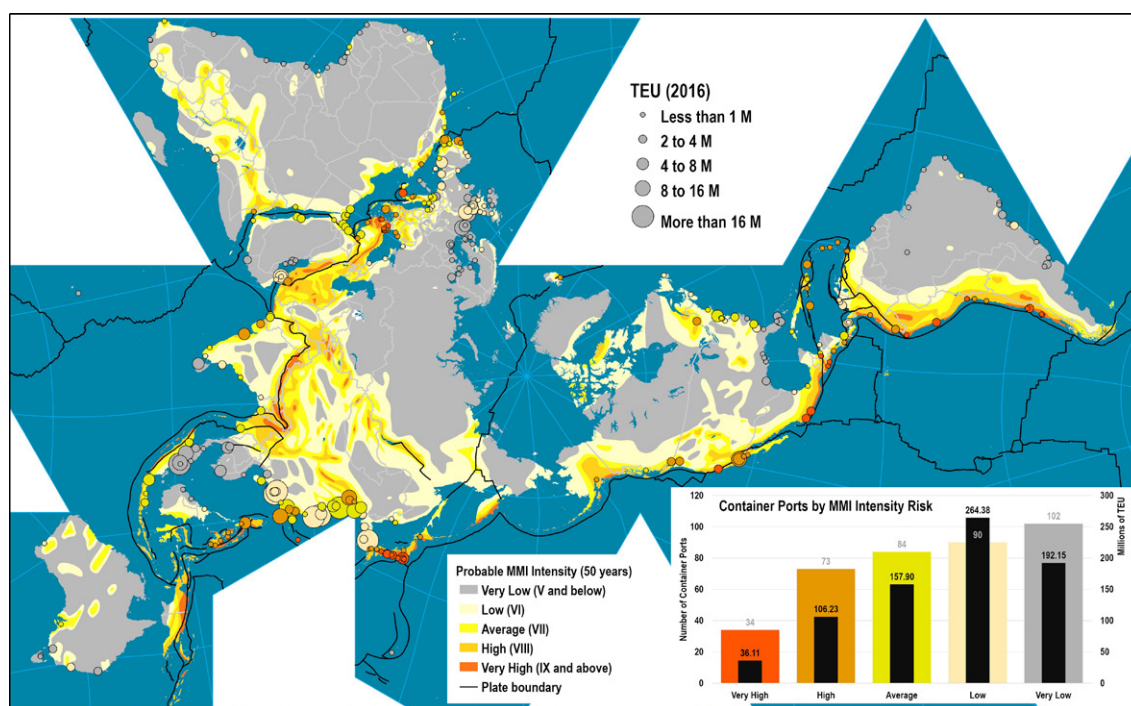 TEU (2016)
Less than 1 M
2 to 4 M
4 to 8 M
8 to 16 M
More than 16 M
Probable MMI Intensity (50 years)
Very Low (V and below)
Low (VI)
Average (VII)
High (VIII)
Very High (IX and above)
Plate boundary
Container Ports by MMI Intensity Risk
Number of Container Ports
120
100
80
60
40
20
0
34
36.11
73
106.23
84
157.90
264.38
90
102
192.15
300
250
200
150
100
50
0
Millions of TEU
Very High
High
Average
Low
Very Low